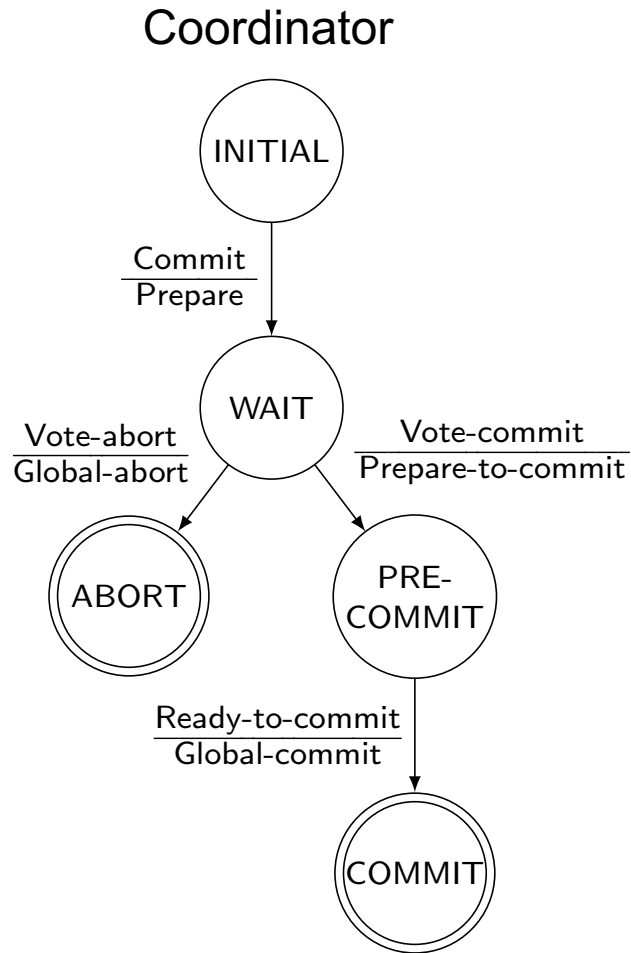 Coordinator
INITIAL
Commit
Prepare
WAIT
Vote-abort
Global-abort
Vote-commit
Prepare-to-commit
ABORT
PRE-
COMMIT
Ready-to-commit
Global-commit
COMMIT